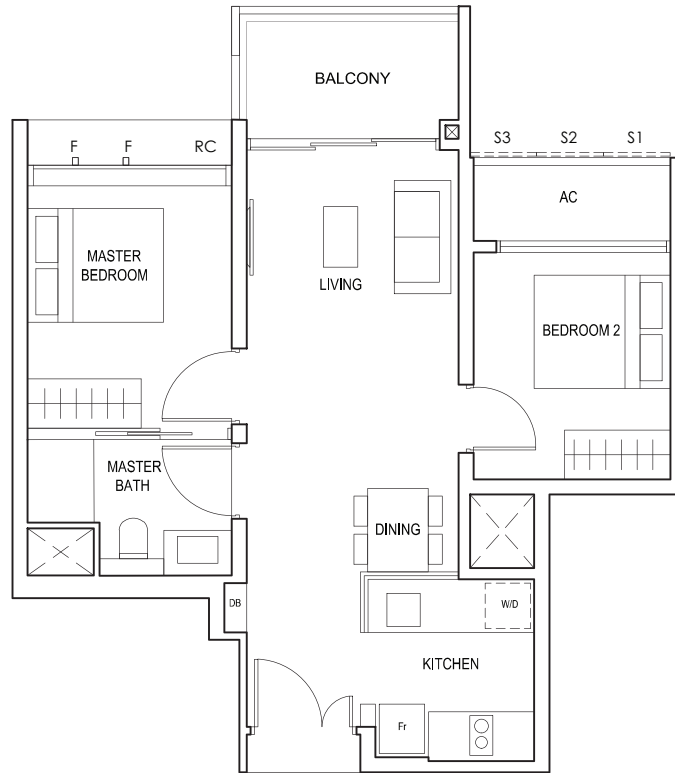 BALCONY
F
F
RC
S3
S2
S1
AC
MASTER
BEDROOM
LIVING
BEDROOM 2
MASTER
BATH
DINING
DB
W/D
KITCHEN
Fr